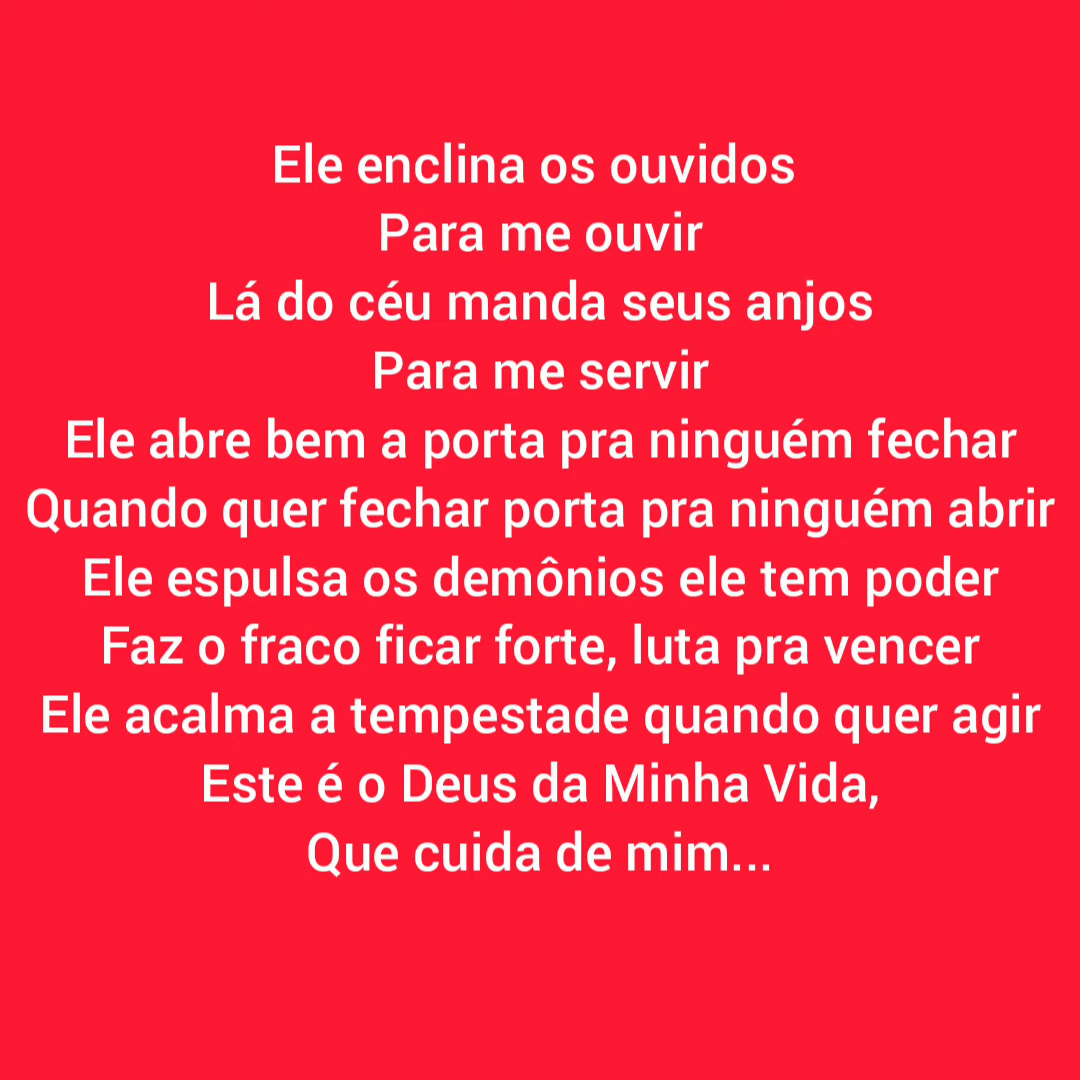 Ele enclina os ouvidos
Para me ouvir
Lá do céu manda seus anjos
Para me servir
Ele abre bem a porta pra ninguém fechar
Quando quer fechar porta pra ninguém abrir
Ele espulsa os demônios ele tem poder
Faz o fraco ficar forte, luta pra vencer
Ele acalma a tempestade quando quer agir
Este é o Deus da Minha Vida,
Que cuida de mim...